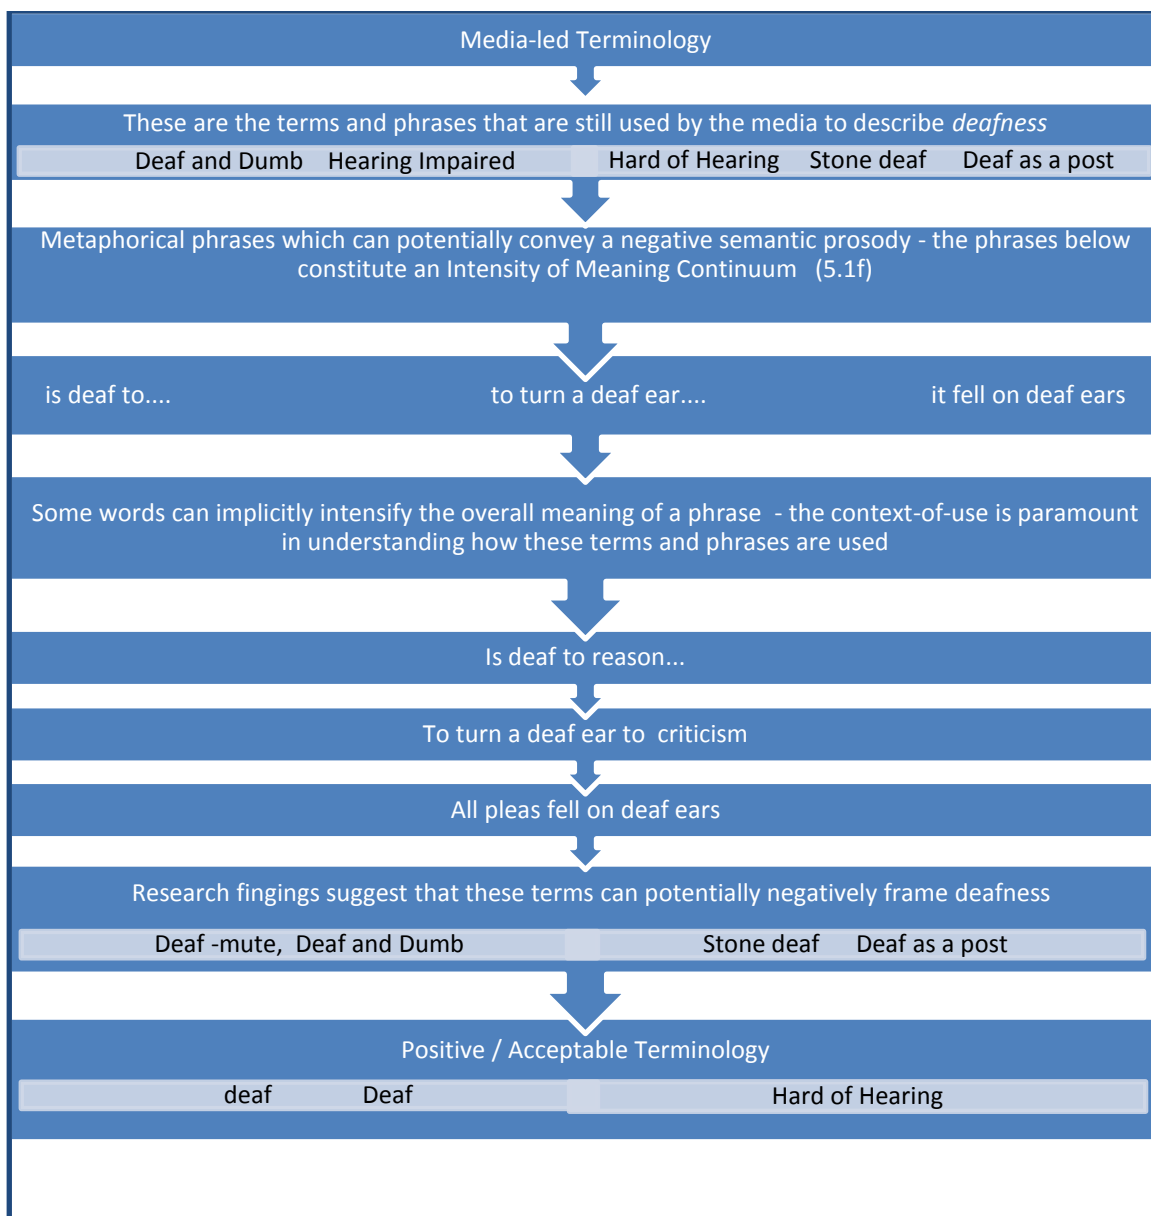 Media-led Terminology
These are the terms and phrases that are still used by the media to describe deafness
Deaf and Dumb Hearing Impaired Hard of Hearing Stone deaf Deaf as a post
Metaphorical phrases which can potentially convey a negative semantic prosody - the phrases below
constitute an Intensity of Meaning Continuum (5.1f)
is deaf to.... to turn a deaf ear.... it fell on deaf ears
Some words can implicitly intensify the overall meaning of a phrase - the context-of-use is paramount
in understanding how these terms and phrases are used
Is deaf to reason...
To turn a deaf ear to criticism
All pleas fell on deaf ears
Research fingings suggest that these terms can potentially negatively frame deafness
Deaf -mute, Deaf and Dumb Stone deaf Deaf as a post
Positive / Acceptable Terminology
deaf Deaf Hard of Hearing